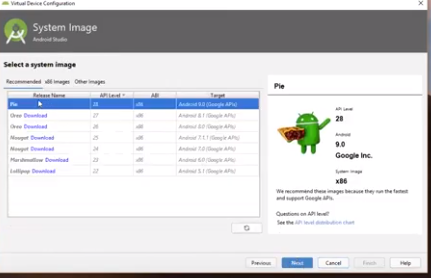 Virtual Device Configuration
System Image
Android Studio
Select a system image
Recommended x86 Images Other Images
Release Name API Level ABI Target
Pie 28 x86 Android 9.0 (Google APIs)
Oreo Download 27 x86 Android 8.1 (Google APIs)
Oreo Download 26 x86 Android 8.0 (Google APIs)
Nougat Download 25 x86 Android 7.1.1 (Google APIs)
Nougat Download 24 x86 Android 7.0 (Google APIs)
Marshmallow Download 23 x86 Android 6.0 (Google APIs)
Lollipop Download 22 x86 Android 5.1 (Google APIs)
Pie
API Level
28
Android
9.0
Google Inc.
System Image
x86
We recommend these images because they run the fastest
and support Google APIs.
Questions on API level?
See the API level distribution chart
Previous Next Cancel Finish Help